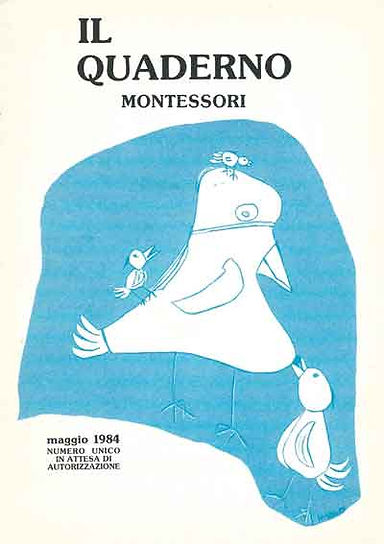 IL
QUADERNO
MONTESSORI
maggio 1984
NUMERO UNICO
IN ATTESA DI
AUTORIZZAZIONE